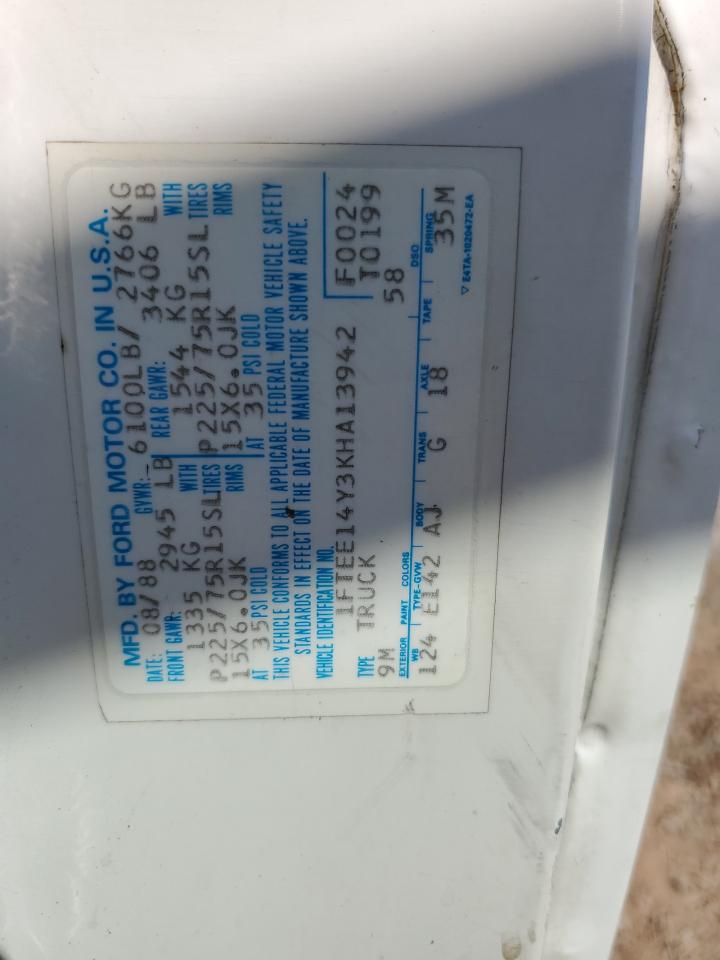 MFD. BY FORD MOTOR CO. IN U.S.A.
DATE: 08/88 GVWR: 6100LB/ 2766KG
FRONT GAWR: 2945 LB REAR GAWR: 3406 LB
1335 KG WITH 1544 KG WITH
P225/75R15SL TIRES P225/75R15SL TIRES
15X6.0JK RIMS 15X6.0JK RIMS
AT 35 PSI COLD AT 35 PSI COLD
THIS VEHICLE CONFORMS TO ALL APPLICABLE FEDERAL MOTOR VEHICLE SAFETY
STANDARDS IN EFFECT ON THE DATE OF MANUFACTURE SHOWN ABOVE.
VEHICLE IDENTIFICATION NO. F0024
1FTEE14Y3KHA13942 T0199
TYPE TRUCK
9M 58
EXTERIOR PAINT COLORS DSO
WB TYPE-GVW BODY TRANS AXLE TAPE SPRING
124 E142 AJ G 18 35M
▽ E4TA-1020472-EA